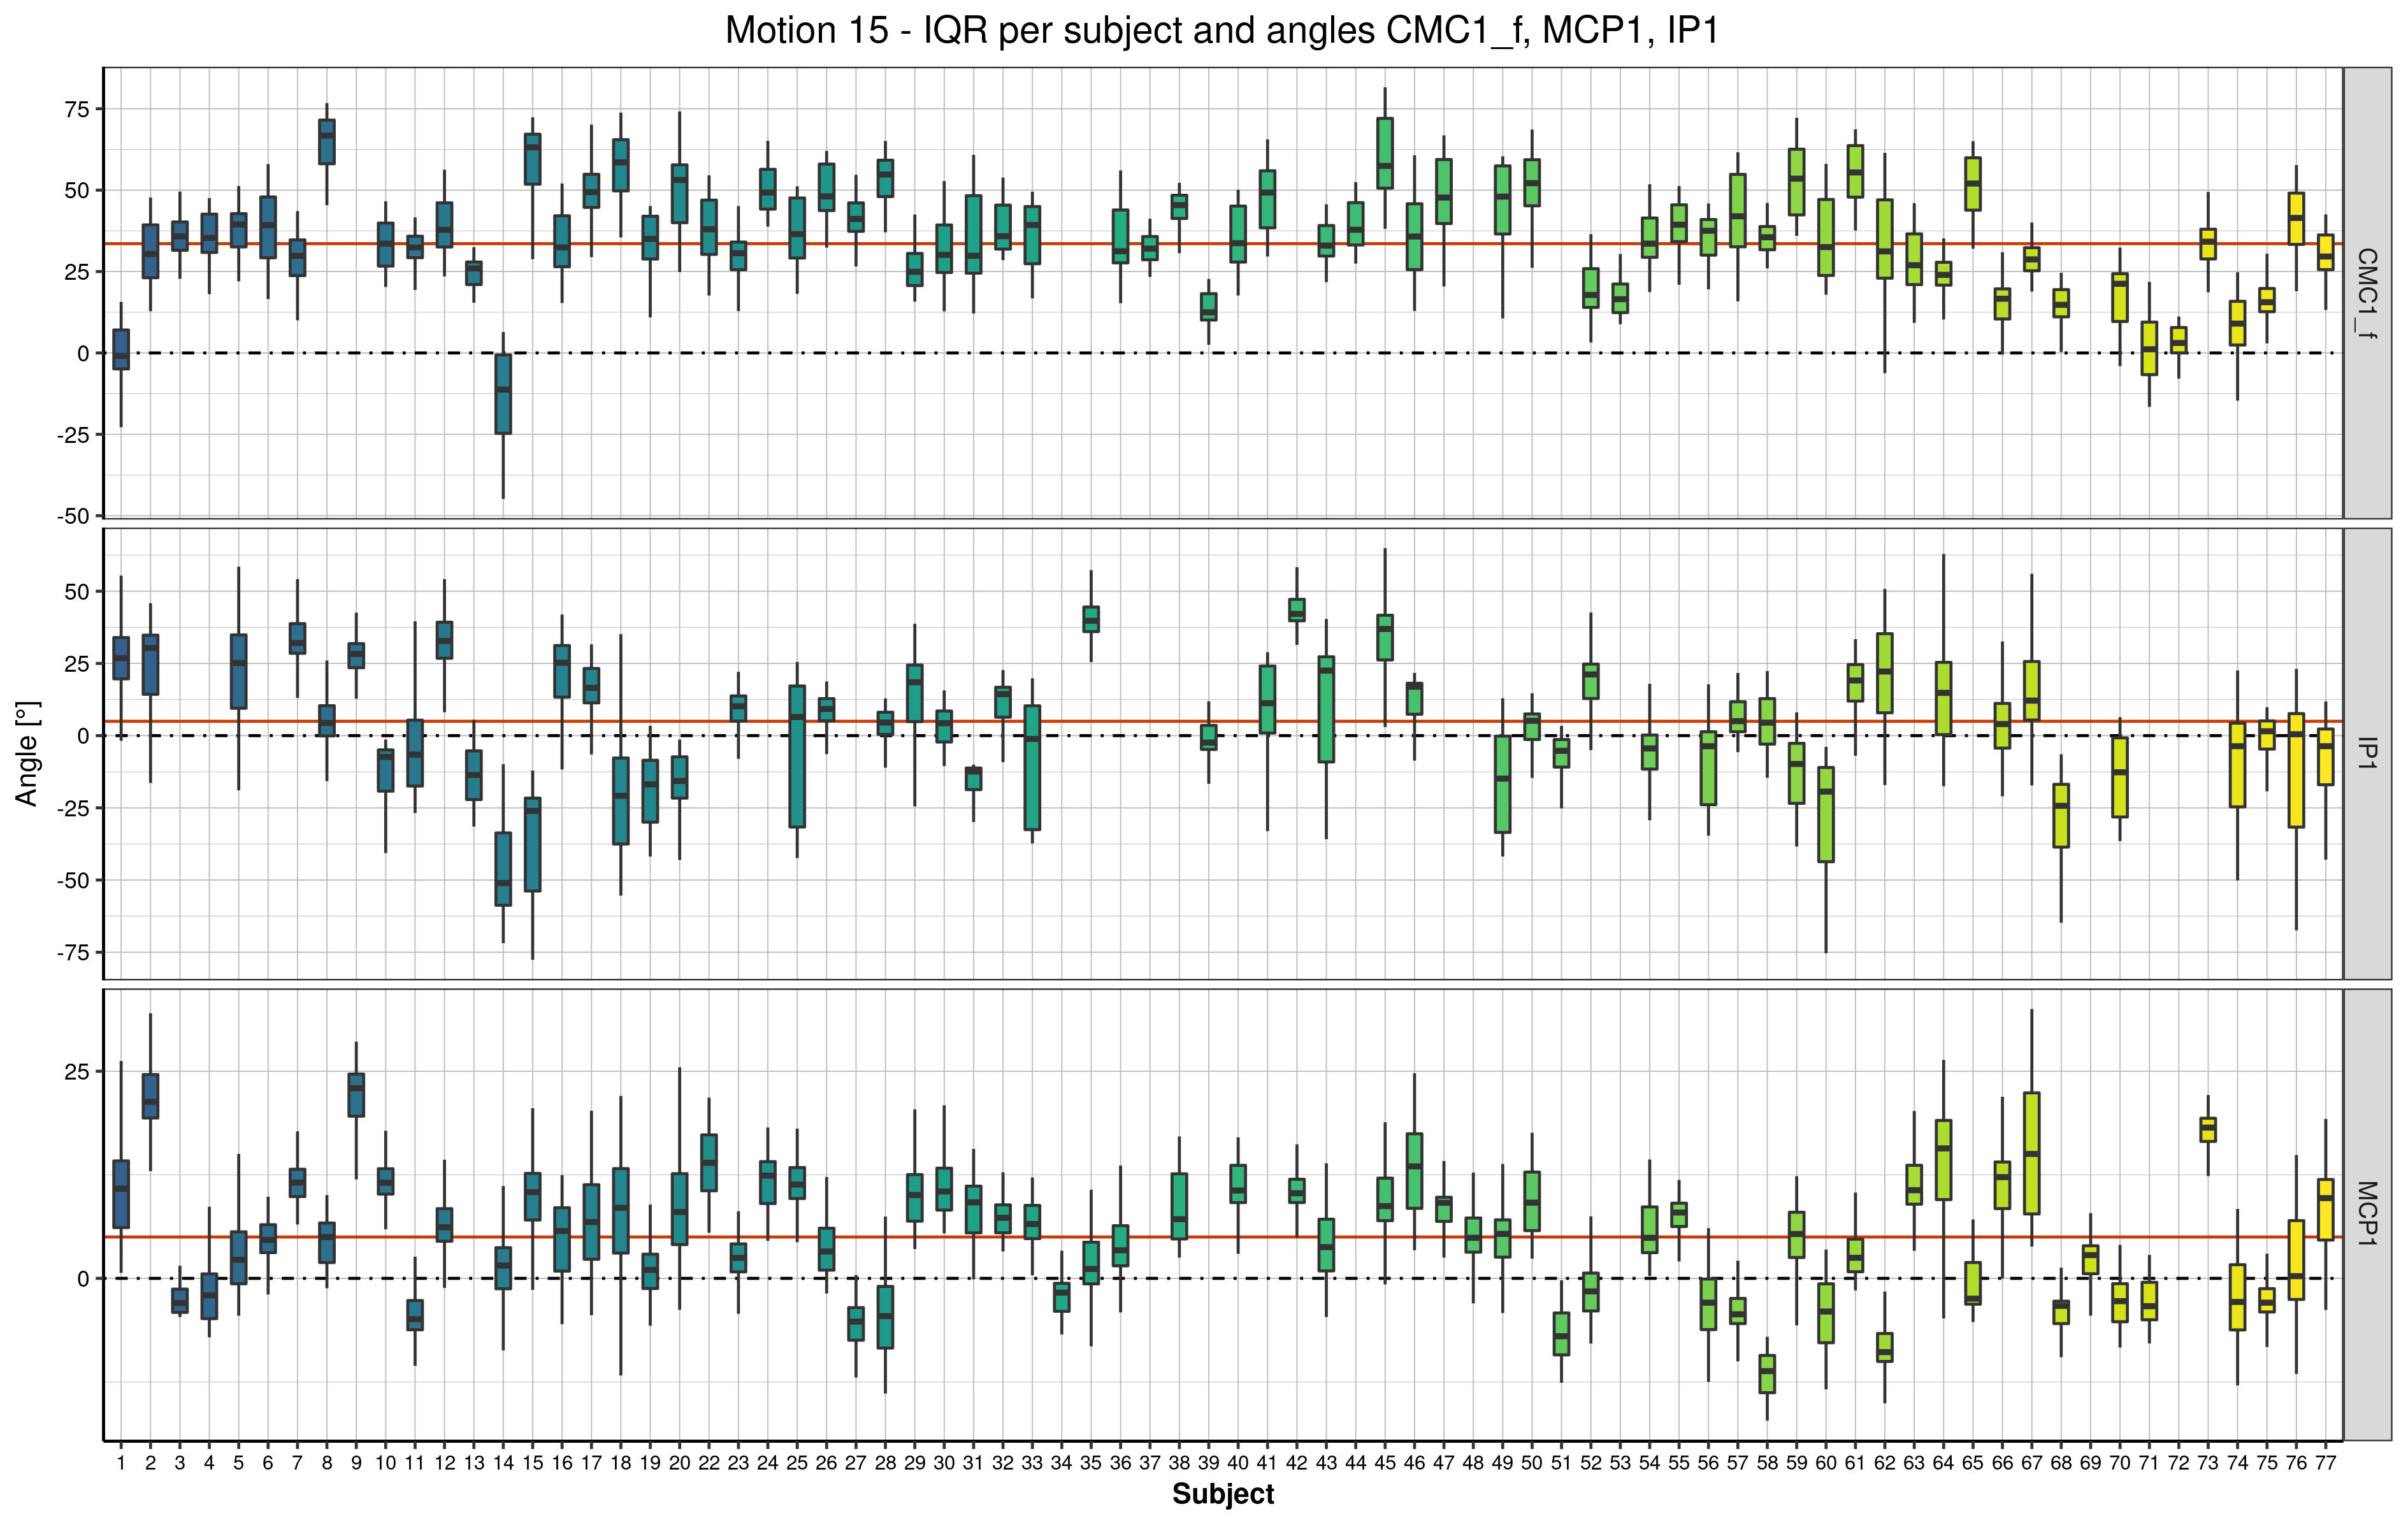 Motion 15 - IQR per subject and angles CMC1_f, MCP1, IP1
75
50
25
0
-25
-50
CMC1_f
50
25
0
-25
-50
-75
IP1
Angle [°]
25
0
MCP1
1 2 3 4 5 6 7 8 9 10 11 12 13 14 15 16 17 18 19 20 22 23 24 25 26 27 28 29 30 31 32 33 34 35 36 37 38 39 40 41 42 43 44 45 46 47 48 49 50 51 52 53 54 55 56 57 58 59 60 61 62 63 64 65 66 67 68 69 70 71 72 73 74 75 76 77
Subject